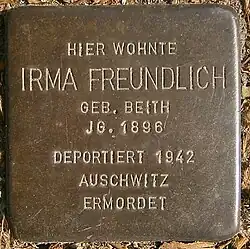 HIER WOHNTE
IRMA FREUNDLICH
GEB. BEITH
JG. 1896
DEPORTIERT 1942
AUSCHWITZ
ERMORDET